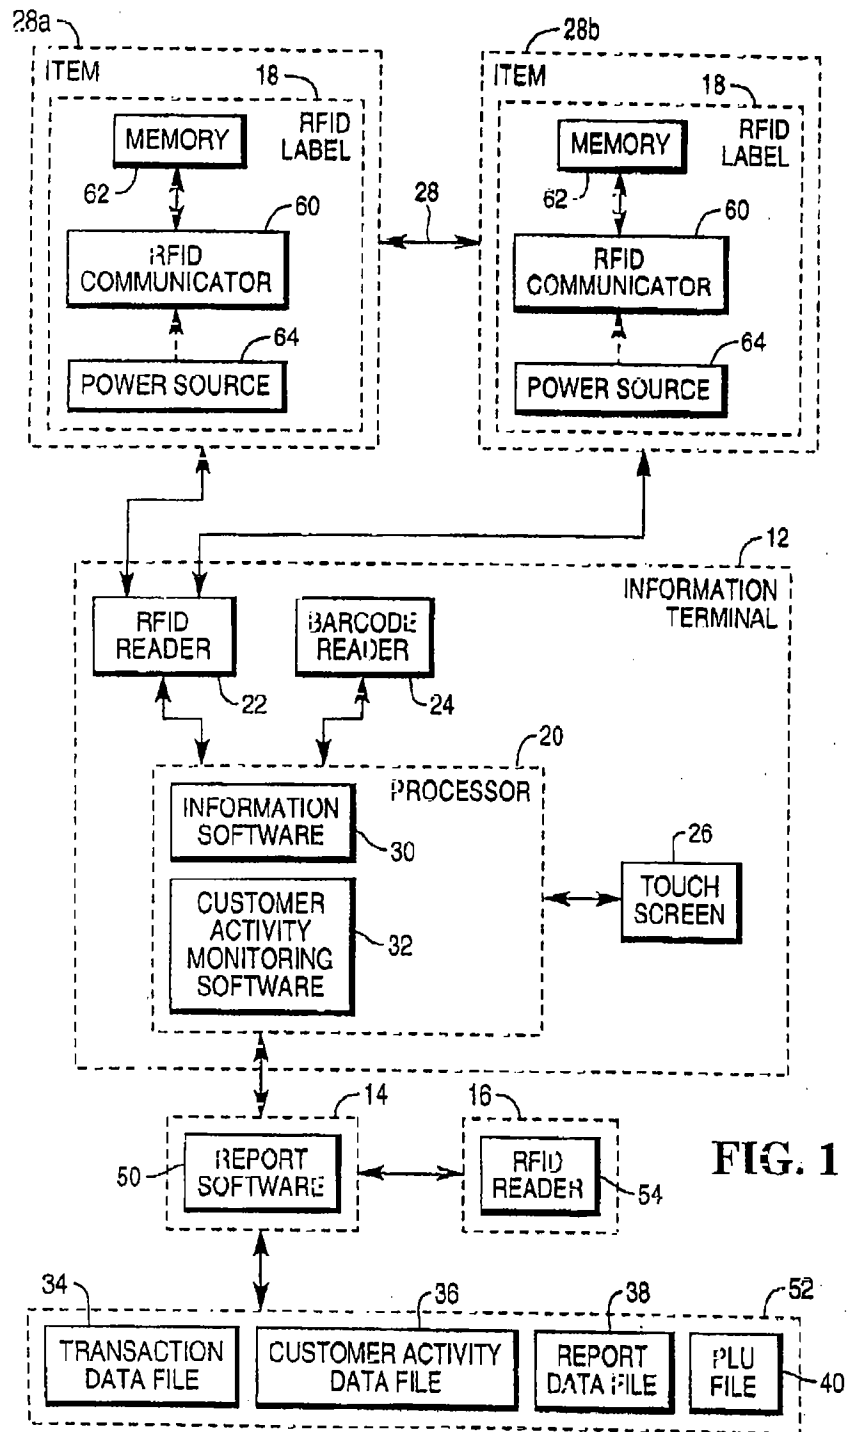 28a
ITEM
18
RFID
LABEL
MEMORY
62
60
RFID
COMMUNICATOR
64
POWER SOURCE
28
28b
ITEM
18
RFID
LABEL
MEMORY
62
60
RFID
COMMUNICATOR
64
POWER SOURCE
12
INFORMATION
TERMINAL
RFID
READER
22
BARCODE
READER
24
20
PROCESSOR
INFORMATION
SOFTWARE
30
CUSTOMER
ACTIVITY
MONITORING
SOFTWARE
32
26
TOUCH
SCREEN
14
50
REPORT
SOFTWARE
16
RFID
READER
54
FIG. 1
34
TRANSACTION
DATA FILE
36
CUSTOMER ACTIVITY
DATA FILE
38
REPORT
DATA FILE
52
PLU
FILE
40